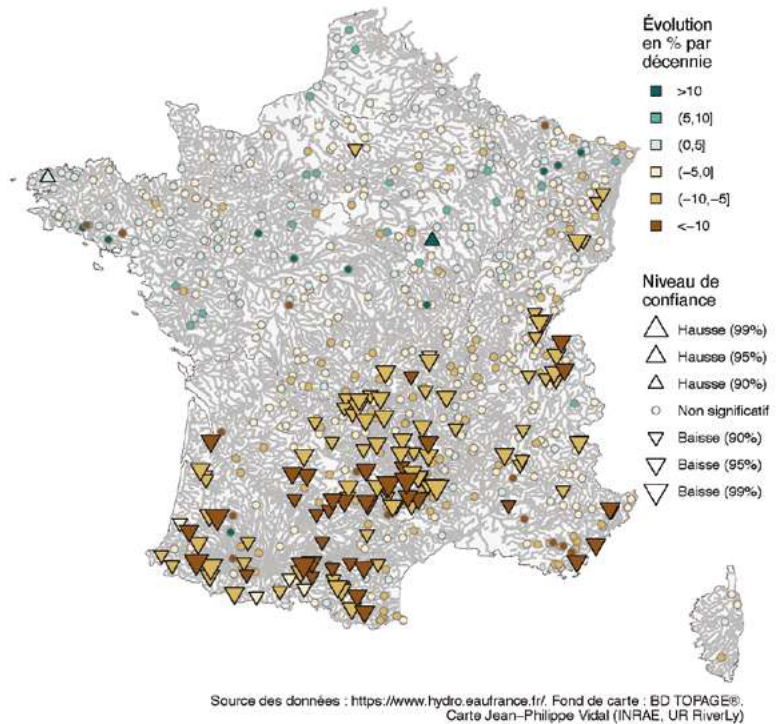 Évolution
en % par
décennie
>10
(5,10]
(0,5]
(−5,0]
(−10,−5]
<−10
Niveau de
confiance
Hausse (99%)
Hausse (95%)
Hausse (90%)
Non significatif
Baisse (90%)
Baisse (95%)
Baisse (99%)
Source des données : https://www.hydro.eaufrance.fr/. Fond de carte : BD TOPAGE®.
Carte Jean−Philippe Vidal (INRAE, UR RiverLy)